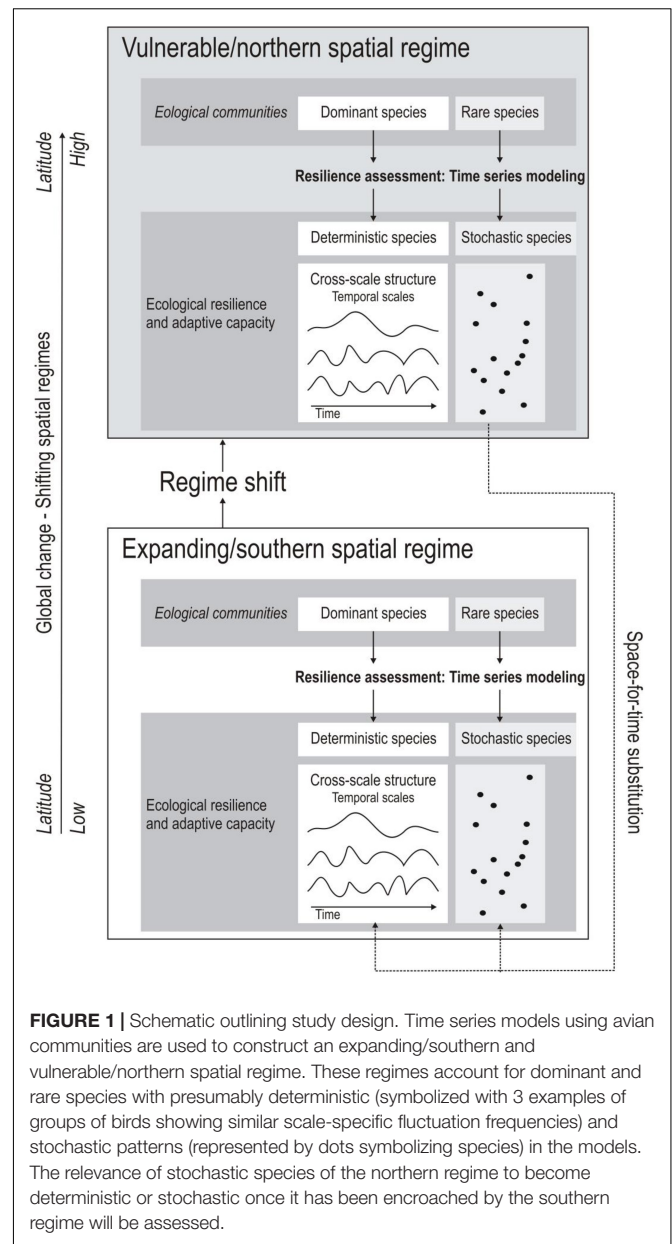 Vulnerable/northern spatial regime
Eological communities
Dominant species
Rare species
Resilience assessment: Time series modeling
Deterministic species
Stochastic species
Ecological resilience
and adaptive capacity
Cross-scale structure
Temporal scales
Time
Latitude
High
Global change - Shifting spatial regimes
Latitude
Low
Regime shift
Expanding/southern spatial regime
Eological communities
Dominant species
Rare species
Resilience assessment: Time series modeling
Deterministic species
Stochastic species
Ecological resilience
and adaptive capacity
Cross-scale structure
Temporal scales
Time
Space-for-time substitution
FIGURE 1 | Schematic outlining study design. Time series models using avian
communities are used to construct an expanding/southern and
vulnerable/northern spatial regime. These regimes account for dominant and
rare species with presumably deterministic (symbolized with 3 examples of
groups of birds showing similar scale-specific fluctuation frequencies) and
stochastic patterns (represented by dots symbolizing species) in the models.
The relevance of stochastic species of the northern regime to become
deterministic or stochastic once it has been encroached by the southern
regime will be assessed.